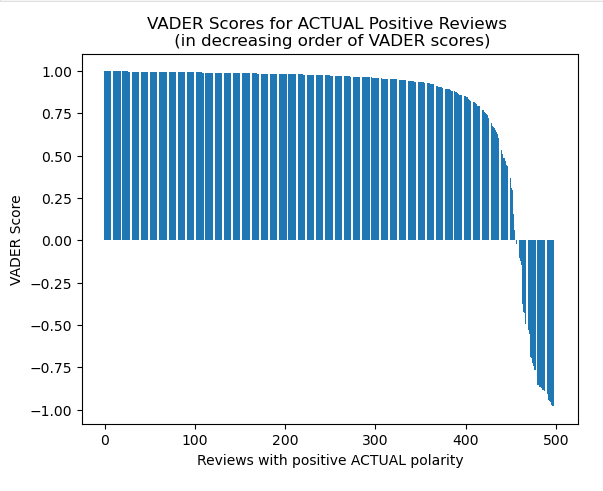 VADER Scores for ACTUAL Positive Reviews
(in decreasing order of VADER scores)
1.00
0.75
0.50
0.25
0.00
−0.25
−0.50
−0.75
−1.00
VADER Score
0 100 200 300 400 500
Reviews with positive ACTUAL polarity